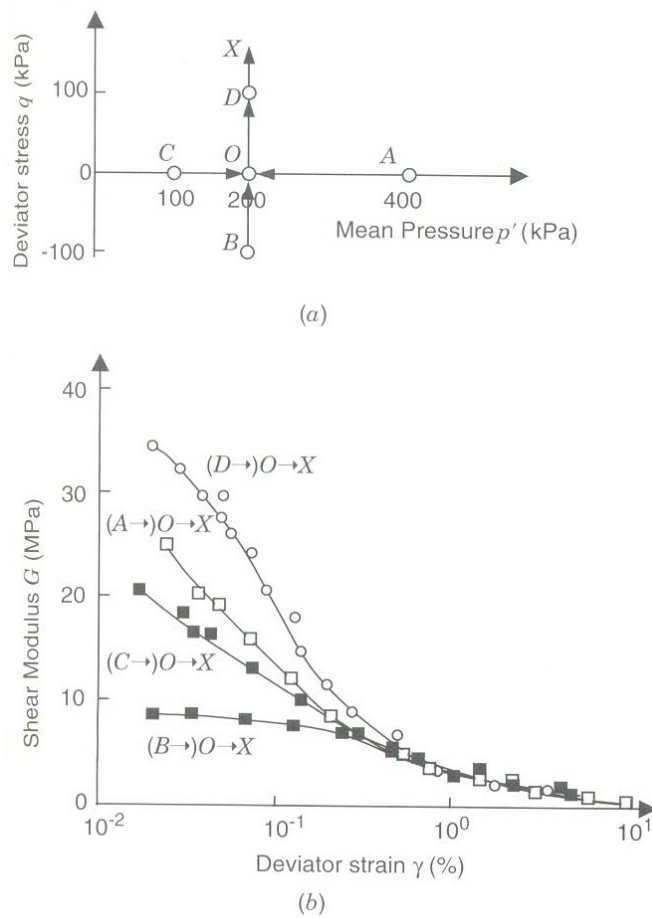 Deviator stress q (kPa)
100
0
-100
X
D
C
O
A
B
100
200
400
Mean Pressure p′ (kPa)
(a)
Shear Modulus G (MPa)
40
30
20
10
0
(D→)O→X
(A→)O→X
(C→)O→X
(B→)O→X
10⁻²
10⁻¹
10⁰
10¹
Deviator strain γ (%)
(b)